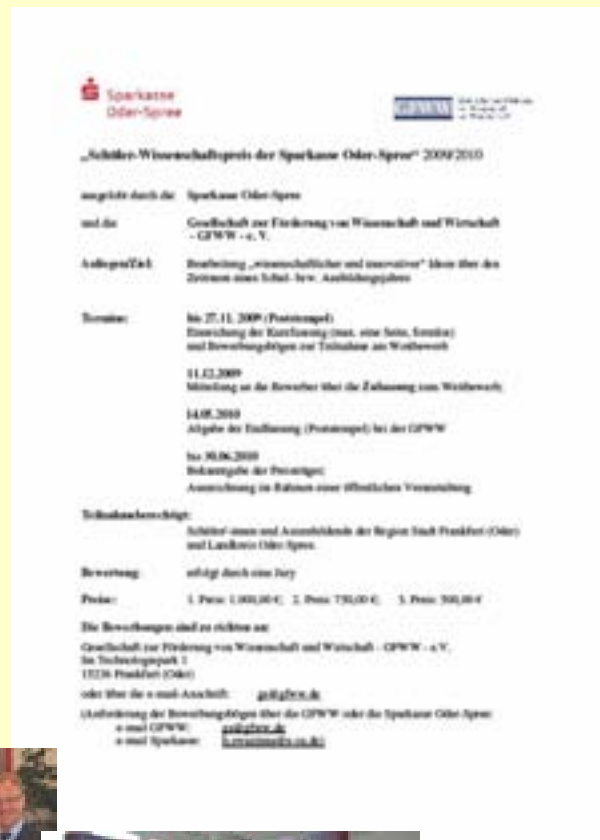 Sparkasse
Oder-Spree
GFWW
„Schüler-Wissenschaftspreis der Sparkasse Oder-Spree“ 2009/2010
ausgelobt durch die: Sparkasse Oder-Spree
und die Gesellschaft zur Förderung von Wissenschaft und Wirtschaft
- GFWW - e. V.
Anliegen/Ziel: Bearbeitung „wissenschaftlicher und innovativer“ Ideen über den
Zeitraum eines Schul- bzw. Ausbildungsjahres
Termine: bis 27.11. 2009 (Poststempel)
Einreichung der Kurzfassung (max. eine Seite, formlos)
und Bewerbungsbögen zur Teilnahme am Wettbewerb
11.12.2009
Mitteilung an die Bewerber über die Zulassung zum Wettbewerb
14.05.2010
Abgabe der Endfassung (Poststempel) bei der GFWW
bis 30.06.2010
Bekanntgabe der Preisträger
Auszeichnung im Rahmen einer öffentlichen Veranstaltung
Teilnahmeberechtigt:
Schüler/-innen und Auszubildende der Region Stadt Frankfurt (Oder)
und Landkreis Oder-Spree
Bewertung: erfolgt durch eine Jury
Preise: 1. Preis: 1.000,00 €, 2. Preis: 750,00 €, 3. Preis: 500,00 €
Die Bewerbungen sind zu richten an:
Gesellschaft zur Förderung von Wissenschaft und Wirtschaft - GFWW - e.V.
Im Technologiepark 1
15236 Frankfurt (Oder)
oder über die e-mail-Anschrift:
(Anforderung der Bewerbungsbögen über die GFWW oder die Sparkasse Oder-Spree
e-mail GFWW:
e-mail Sparkasse: